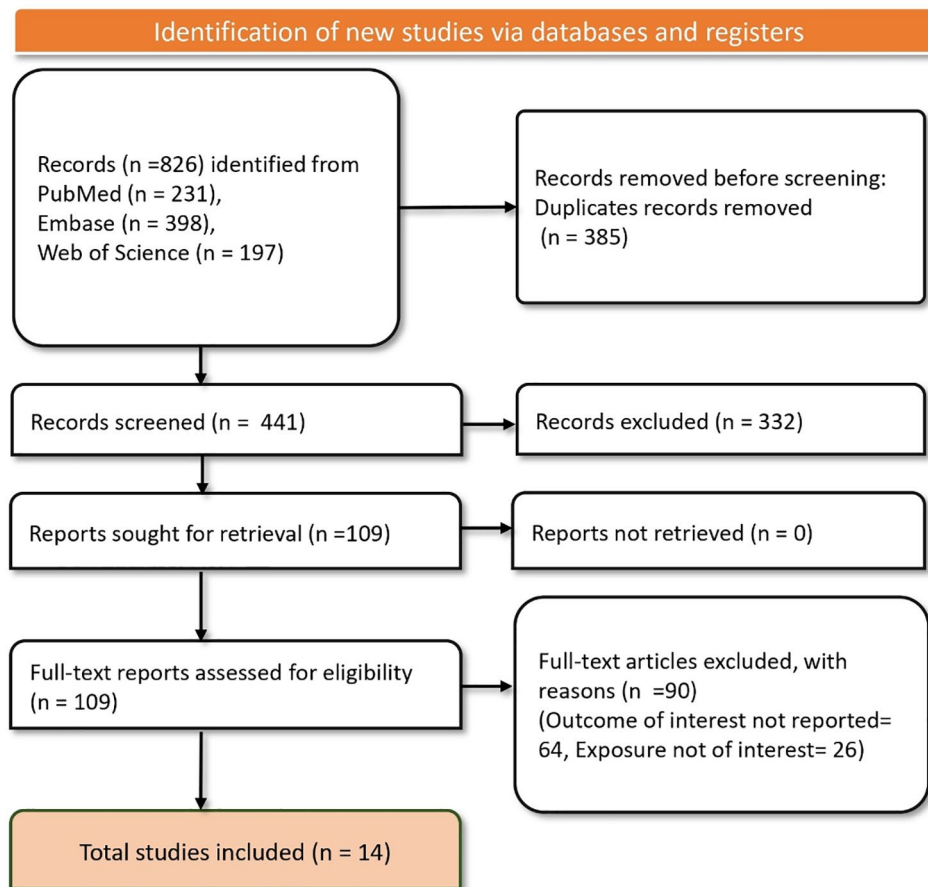 Identification of new studies via databases and registers
Records (n =826) identified from
PubMed (n = 231),
Embase (n = 398),
Web of Science (n = 197)
Records removed before screening:
Duplicates records removed
(n = 385)
Records screened (n = 441)
Records excluded (n = 332)
Reports sought for retrieval (n =109)
Reports not retrieved (n = 0)
Full-text reports assessed for eligibility
(n = 109)
Full-text articles excluded, with
reasons (n =90)
(Outcome of interest not reported=
64, Exposure not of interest= 26)
Total studies included (n = 14)